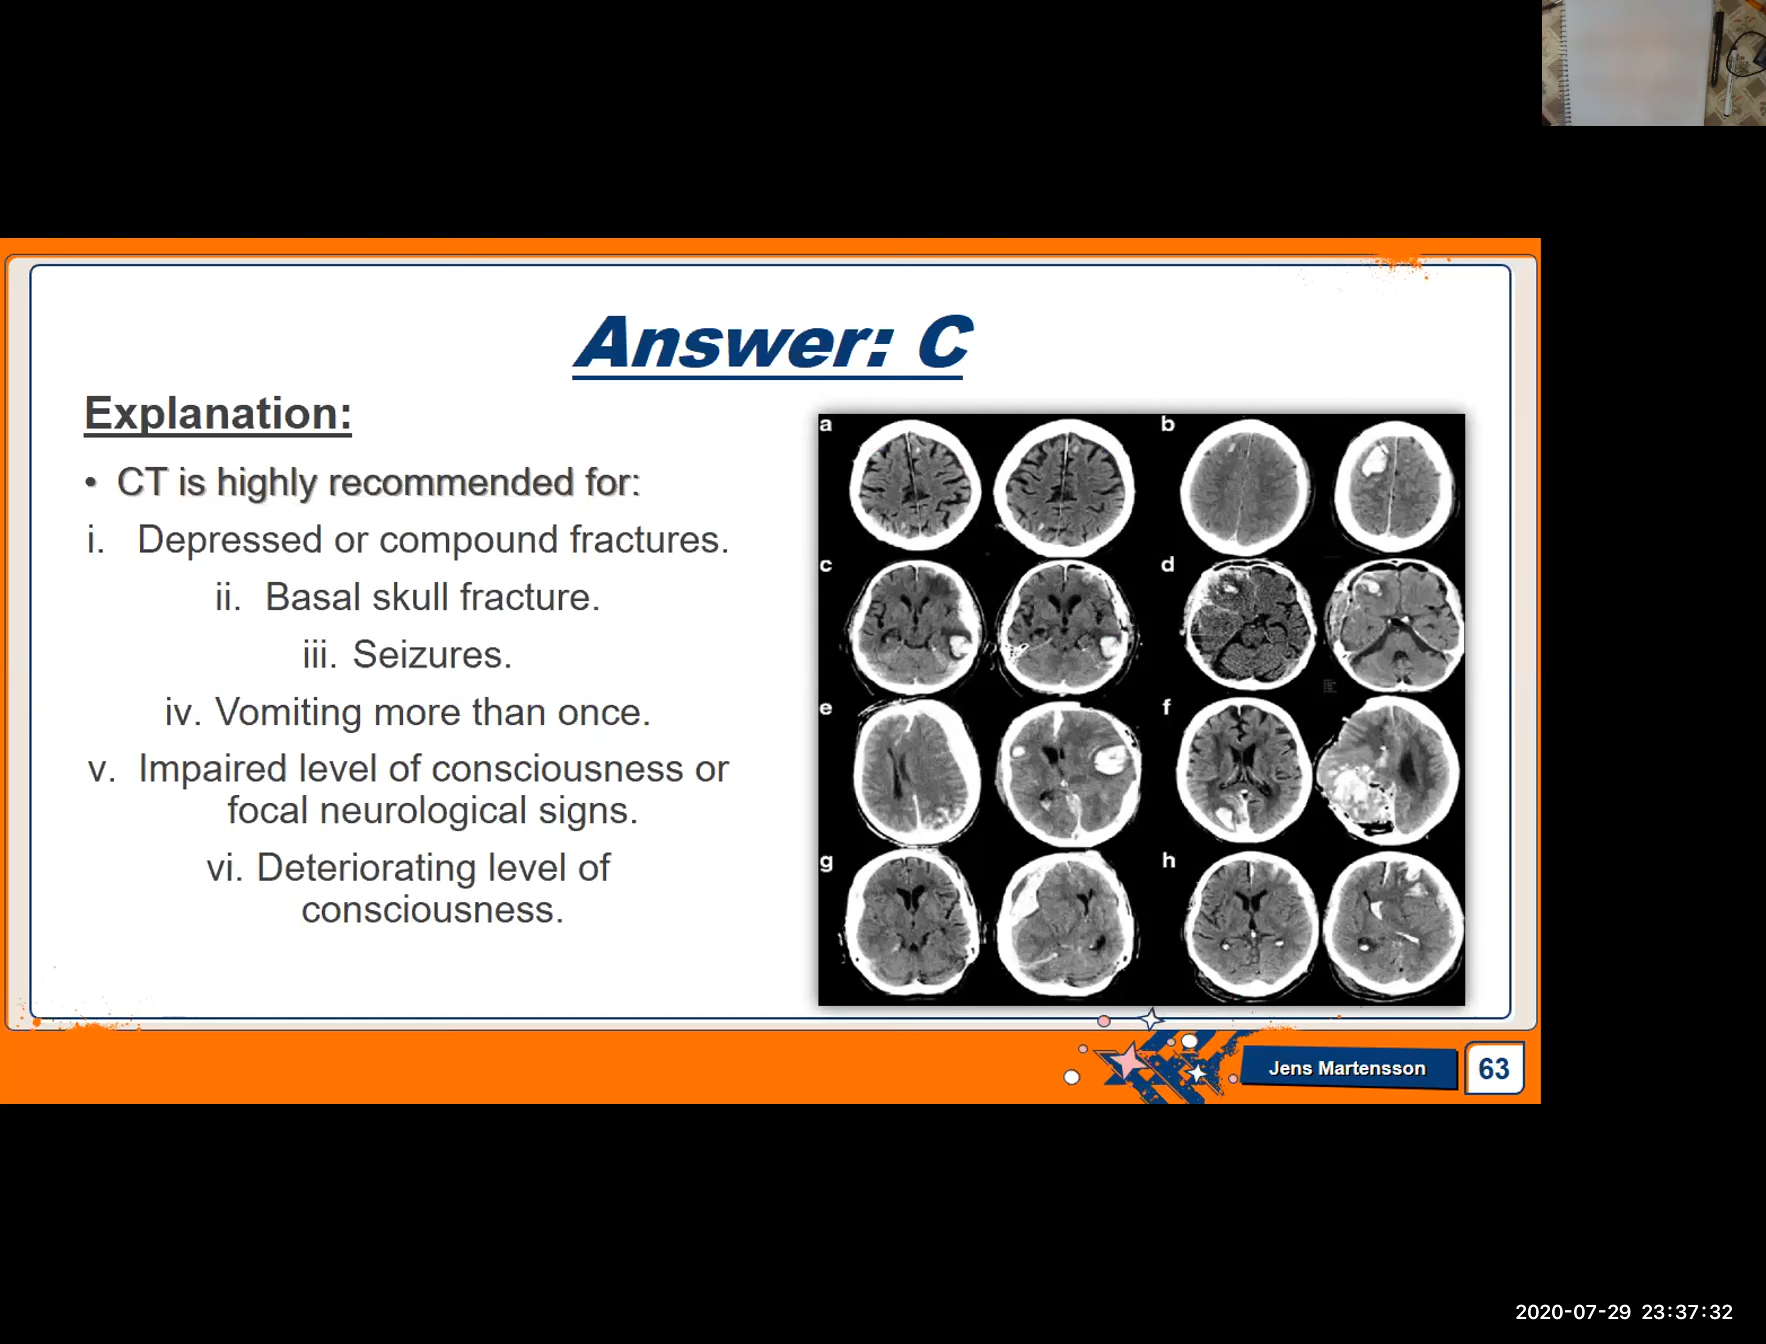 Answer: C
Explanation:
• CT is highly recommended for:
i. Depressed or compound fractures.
ii. Basal skull fracture.
iii. Seizures.
iv. Vomiting more than once.
v. Impaired level of consciousness or
focal neurological signs.
vi. Deteriorating level of
consciousness.
a
b
c
d
e
f
g
h
Jens Martensson
63
2020-07-29 23:37:32